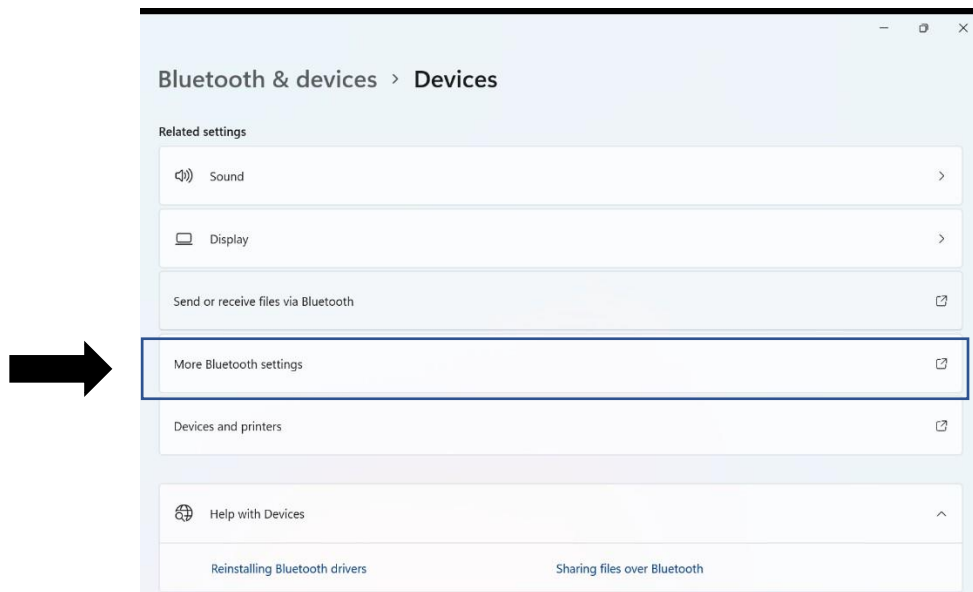 Bluetooth & devices > Devices
Related settings
Sound
Display
Send or receive files via Bluetooth
More Bluetooth settings
Devices and printers
Help with Devices
Reinstalling Bluetooth drivers Sharing files over Bluetooth